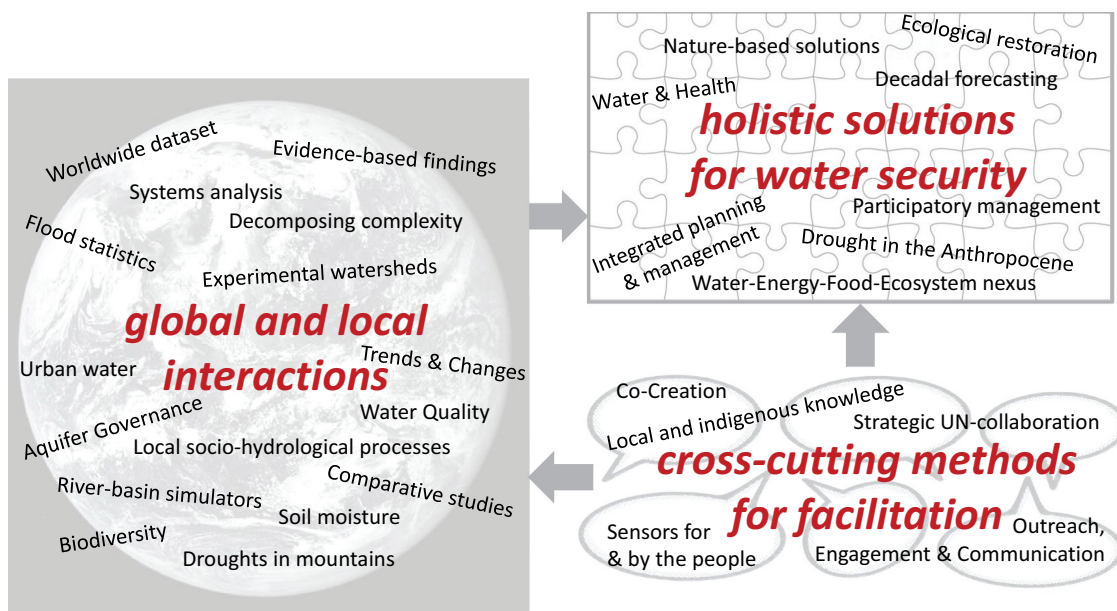 Worldwide dataset
Evidence-based findings
Systems analysis
Decomposing complexity
Flood statistics
Experimental watersheds
global and local
interactions
Trends & Changes
Urban water
Water Quality
Aquifer Governance
Local socio-hydrological processes
Comparative studies
River-basin simulators
Soil moisture
Biodiversity
Droughts in mountains
Ecological restoration
Nature-based solutions
Decadal forecasting
Water & Health
holistic solutions
for water security
Participatory management
Integrated planning
& management
Drought in the Anthropocene
Water-Energy-Food-Ecosystem nexus
Co-Creation
Local and indigenous knowledge
Strategic UN-collaboration
cross-cutting methods
for facilitation
Sensors for
& by the people
Outreach,
Engagement & Communication